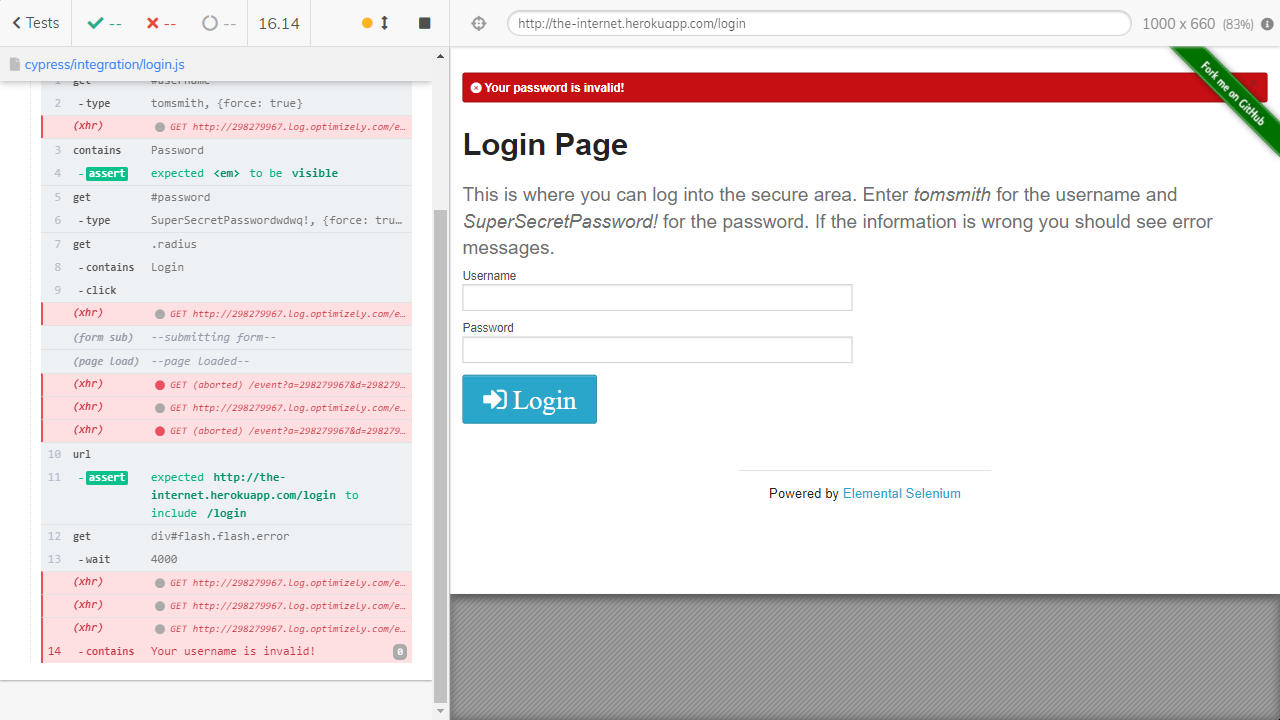 Tests
--
--
--
16.14
http://the-internet.herokuapp.com/login
1000 x 660 (83%)
cypress/integration/login.js
1 get #username
2 - type tomsmith, {force: true}
(xhr) GET http://298279967.log.optimizely.com/e…
3 contains Password
4 - assert expected <em> to be visible
5 get #password
6 - type SuperSecretPasswordwdwq!, {force: tru…
7 get .radius
8 - contains Login
9 - click
(xhr) GET http://298279967.log.optimizely.com/e…
(form sub) --submitting form--
(page load) --page loaded--
(xhr) GET (aborted) /event?a=298279967&d=298279…
(xhr) GET http://298279967.log.optimizely.com/e…
(xhr) GET (aborted) /event?a=298279967&d=298279…
10 url
11 - assert expected http://the-
internet.herokuapp.com/login to
include /login
12 get div#flash.flash.error
13 - wait 4000
(xhr) GET http://298279967.log.optimizely.com/e…
(xhr) GET http://298279967.log.optimizely.com/e…
(xhr) GET http://298279967.log.optimizely.com/e…
14 - contains Your username is invalid! 0
Your password is invalid!
Fork me on GitHub
Login Page
This is where you can log into the secure area. Enter tomsmith for the username and
SuperSecretPassword! for the password. If the information is wrong you should see error
messages.
Username
Password
Login
Powered by Elemental Selenium